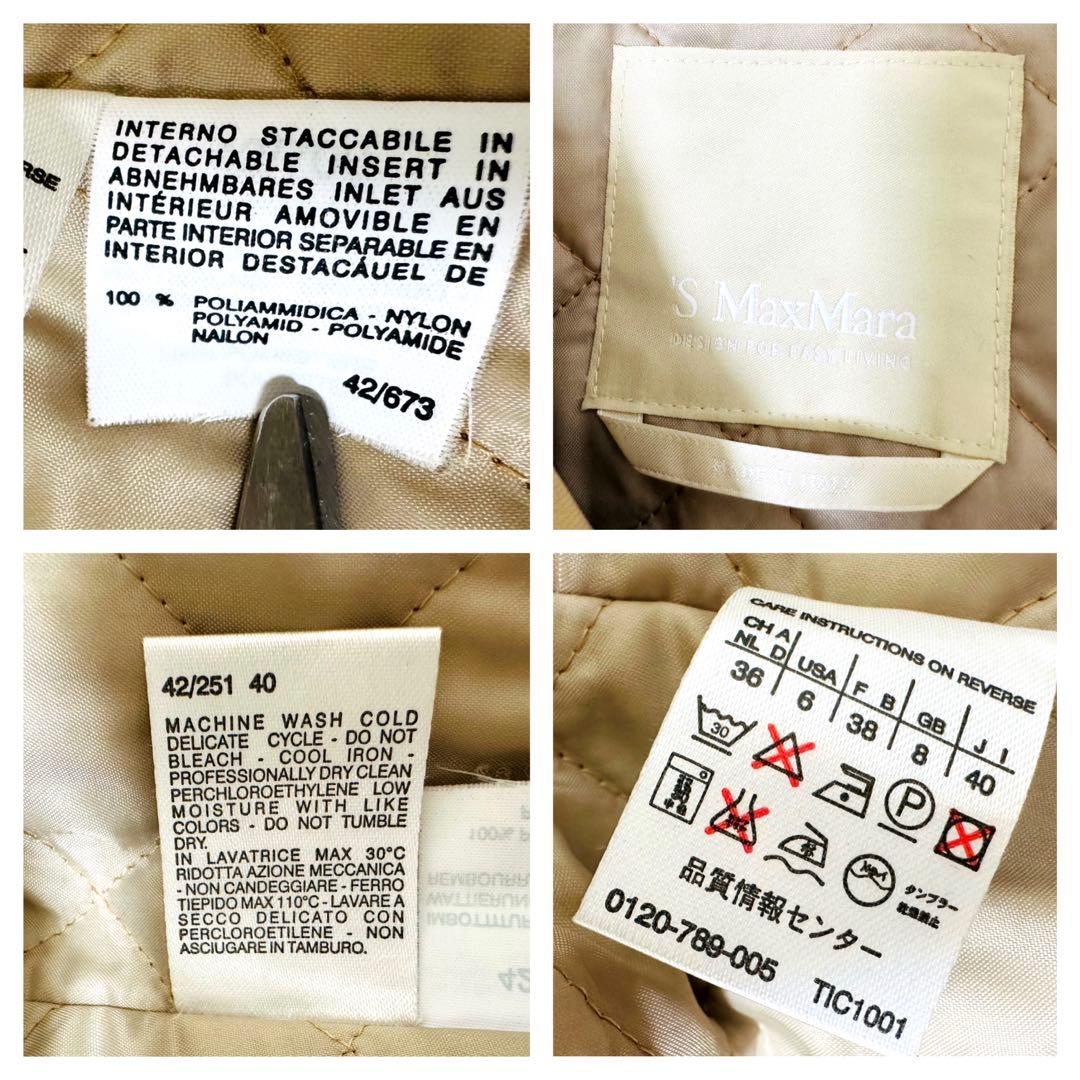 RSE
INTERNO STACCABILE IN
DETACHABLE INSERT IN
ABNEHMBARES INLET AUS
INTÉRIEUR AMOVIBLE EN
PARTE INTERIOR SEPARABLE EN
INTERIOR DESTACÁUEL DE
100 % POLIAMMIDICA - NYLON
POLYAMID - POLYAMIDE
NAILON
42/673
'S MaxMara
DESIGN FOR EASY LIVING
42/251 40
MACHINE WASH COLD
DELICATE CYCLE - DO NOT
BLEACH - COOL IRON -
PROFESSIONALLY DRY CLEAN
PERCHLOROETHYLENE LOW
MOISTURE WITH LIKE
COLORS - DO NOT TUMBLE
DRY.
IN LAVATRICE MAX 30°C
RIDOTTA AZIONE MECCANICA
- NON CANDEGGIARE - FERRO
TIEPIDO MAX 110°C - LAVARE A
SECCO DELICATO CON
PERCLOROETILENE - NON
ASCIUGARE IN TAMBURO.
CARE INSTRUCTIONS ON REVERSE
CH A
NL D USA F B GB J I
36 6 38 8 40
30
P
タンブラー
乾燥禁止
品質情報センター
0120-789-005
TIC1001